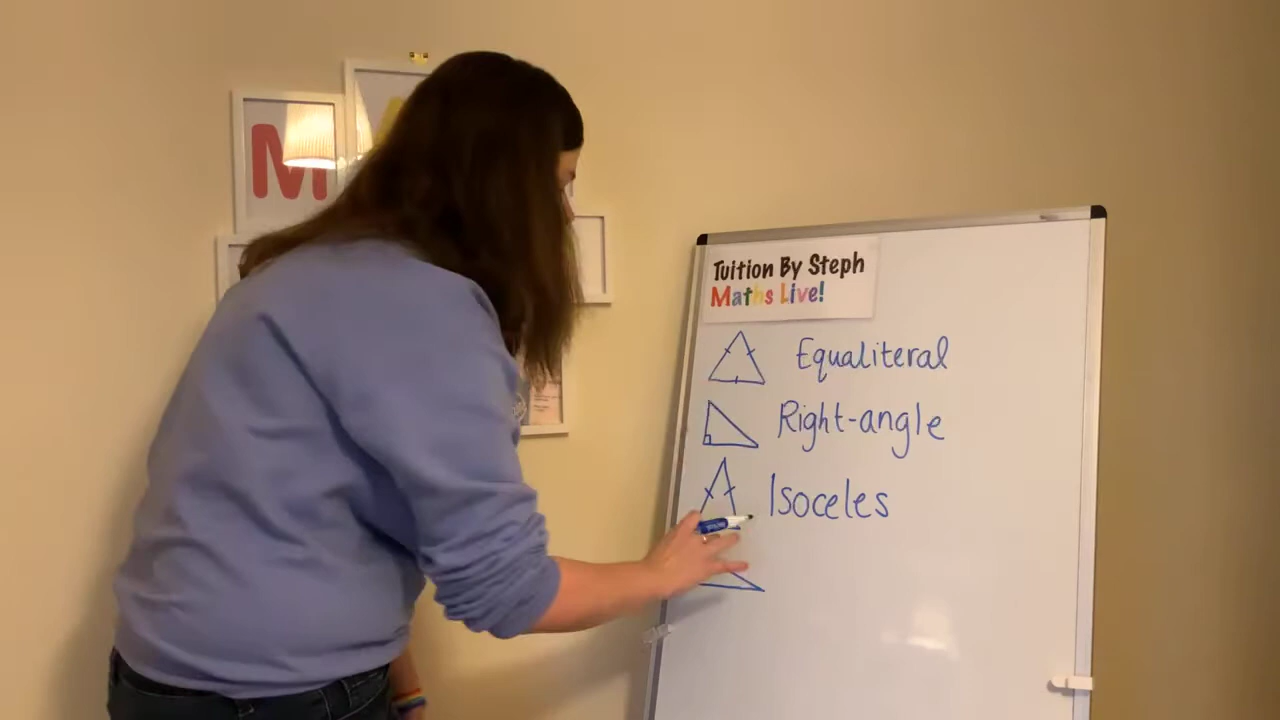 M
Tuition By Steph
Maths Live!
Equaliteral
Right-angle
Isoceles